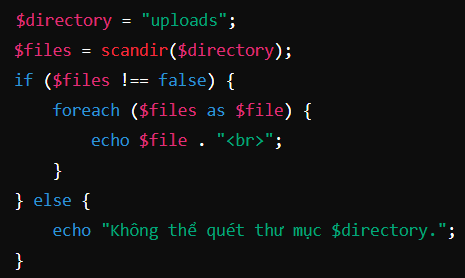 $directory = "uploads";
$files = scandir($directory);
if ($files !== false) {
    foreach ($files as $file) {
        echo $file . "<br>";
    }
} else {
    echo "Không thể quét thư mục $directory.";
}